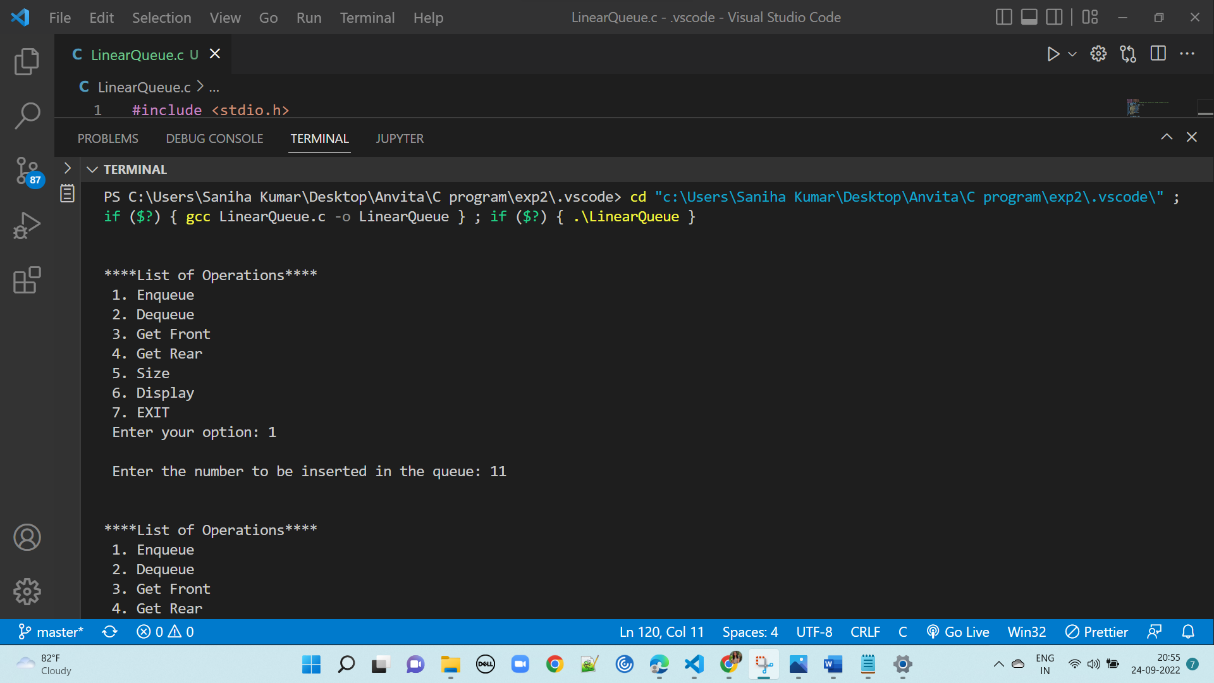 File Edit Selection View Go Run Terminal Help LinearQueue.c - .vscode - Visual Studio Code
C LinearQueue.c U
C LinearQueue.c > ...
1 #include <stdio.h>
PROBLEMS DEBUG CONSOLE TERMINAL JUPYTER
TERMINAL
PS C:\Users\Saniha Kumar\Desktop\Anvita\C program\exp2\.vscode> cd "c:\Users\Saniha Kumar\Desktop\Anvita\C program\exp2\.vscode\" ;
if ($?) { gcc LinearQueue.c -o LinearQueue } ; if ($?) { .\LinearQueue }
****List of Operations****
1. Enqueue
2. Dequeue
3. Get Front
4. Get Rear
5. Size
6. Display
7. EXIT
Enter your option: 1
Enter the number to be inserted in the queue: 11
****List of Operations****
1. Enqueue
2. Dequeue
3. Get Front
4. Get Rear
87
master* 0 0 Ln 120, Col 11 Spaces: 4 UTF-8 CRLF C Go Live Win32 Prettier
82°F
Cloudy
DELL
ENG
IN
20:55
24-09-2022
7